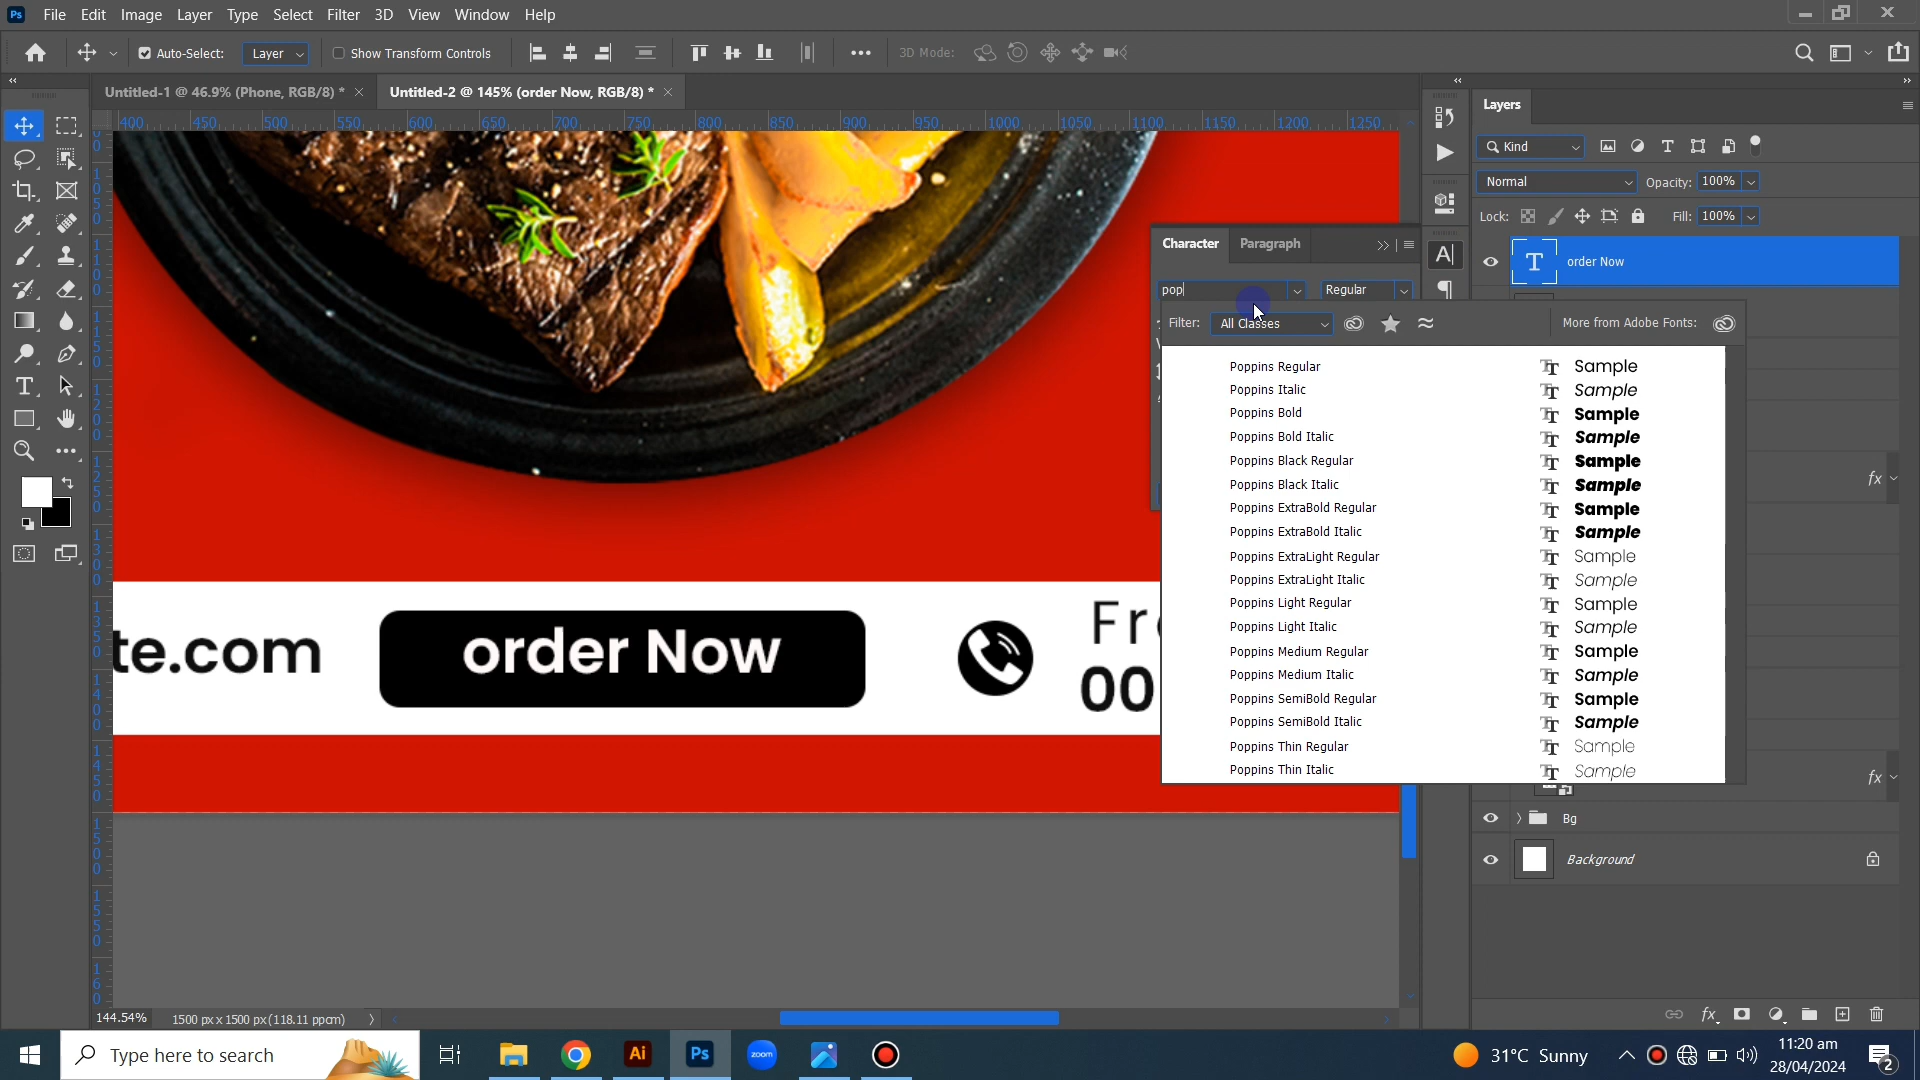 Ps File Edit Image Layer Type Select Filter 3D View Window Help
Auto-Select: Layer Show Transform Controls 3D Mode:
Untitled-1 @ 46.9% (Phone, RGB/8) * Untitled-2 @ 145% (order Now, RGB/8) *
400 450 500 550 600 650 700 750 800 850 900 950 1000 1050 1100 1150 1200 1250
Layers
Kind
Normal Opacity: 100%
Lock: Fill: 100%
order Now
fx
fx
Bg
Background
Character Paragraph
pop Regular
Filter: All Classes More from Adobe Fonts:
Poppins Regular Sample
Poppins Italic Sample
Poppins Bold Sample
Poppins Bold Italic Sample
Poppins Black Regular Sample
Poppins Black Italic Sample
Poppins ExtraBold Regular Sample
Poppins ExtraBold Italic Sample
Poppins ExtraLight Regular Sample
Poppins ExtraLight Italic Sample
Poppins Light Regular Sample
Poppins Light Italic Sample
Poppins Medium Regular Sample
Poppins Medium Italic Sample
Poppins SemiBold Regular Sample
Poppins SemiBold Italic Sample
Poppins Thin Regular Sample
Poppins Thin Italic Sample
te.com order Now Fr
00
144.54% 1500 px x 1500 px (118.11 ppcm)
Type here to search Ai Ps zoom 31°C Sunny 11:20 am
28/04/2024 2